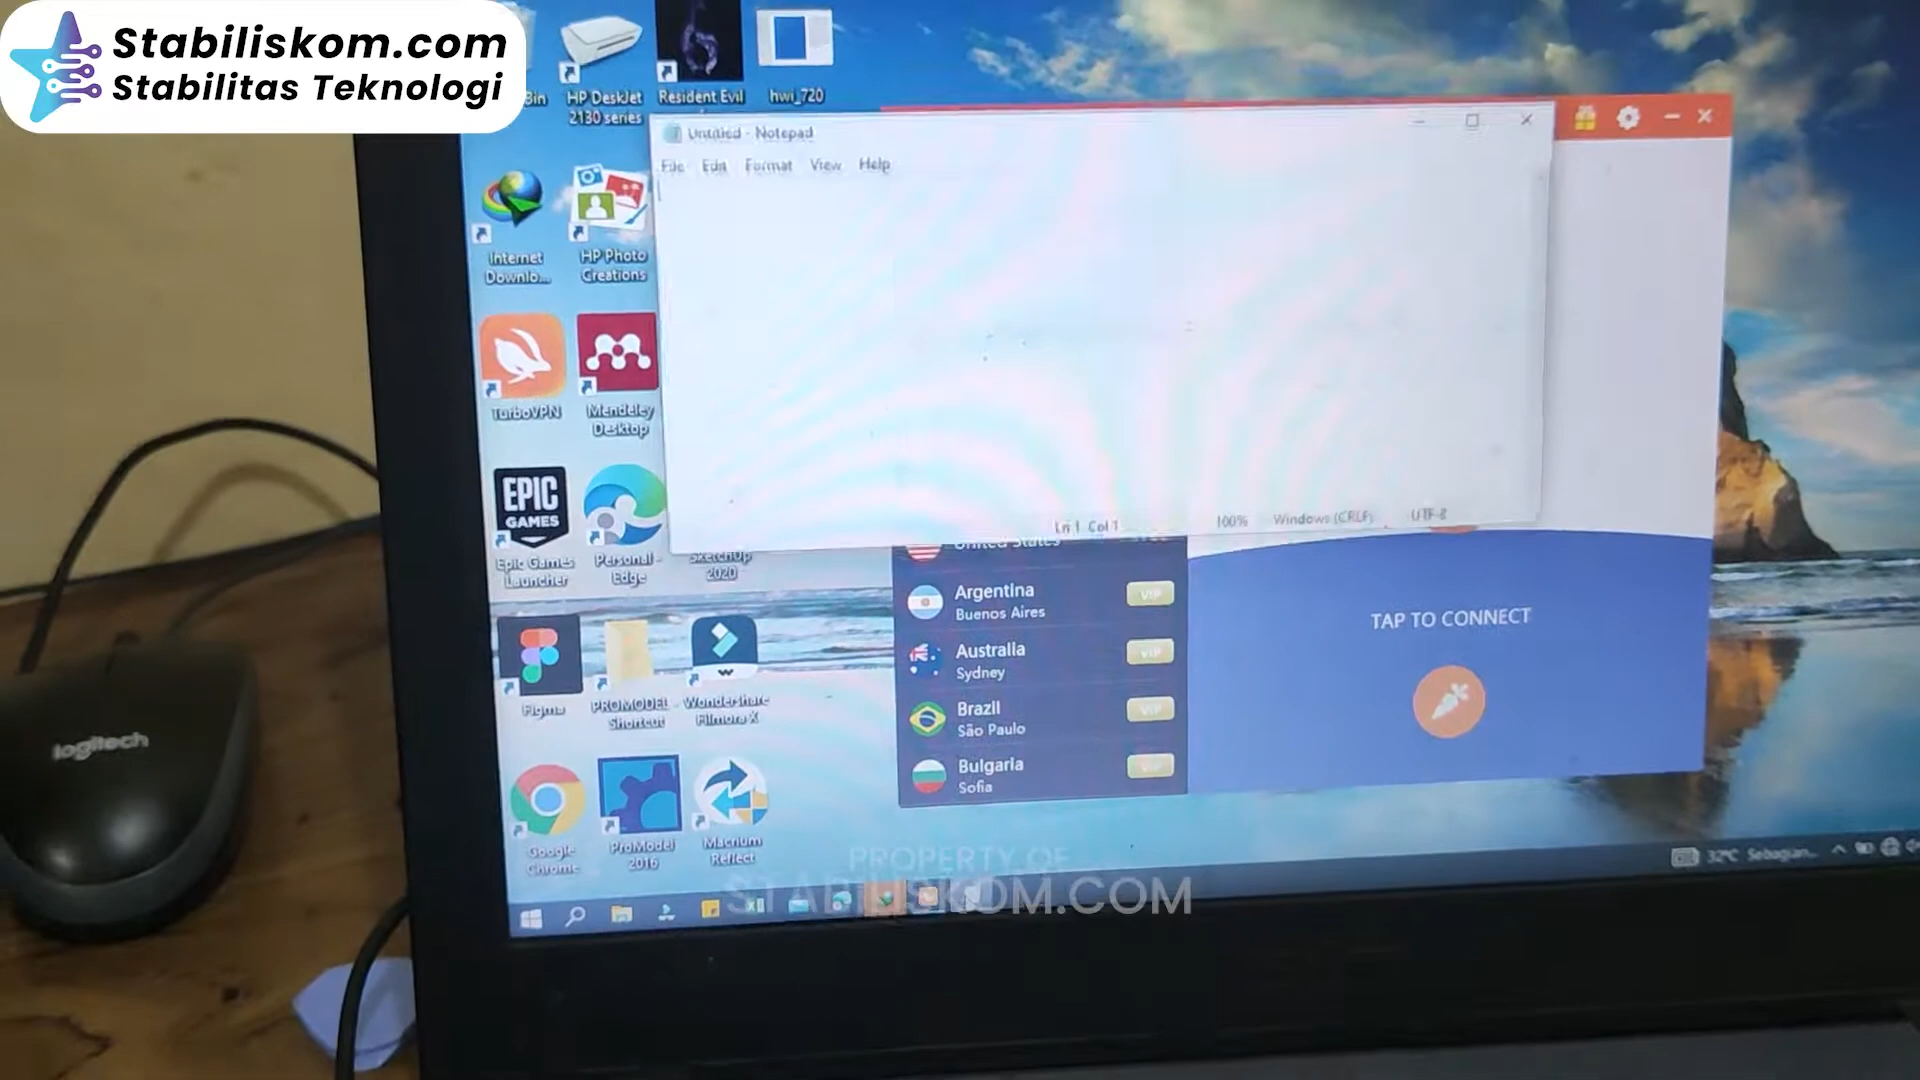 Stabiliskom.com
Stabilitas Teknologi
Bin
HP DeskJet
2130 series
Resident Evil
hwi_720
Untitled - Notepad
File Edit Format View Help
Internet
Downlo...
HP Photo
Creations
TurboVPN
Mendeley
Desktop
EPIC
GAMES
Epic Games
Launcher
Personal -
Edge
SketchUp
2020
Ln 1 Col 1
100%
Windows (CRLF)
UTF-8
United States
Argentina
Buenos Aires
VIP
Australia
Sydney
VIP
Brazil
São Paulo
VIP
Bulgaria
Sofia
VIP
TAP TO CONNECT
Figma
PROMODEL -
Shortcut
Wondershare
Filmora X
Google
Chrome
ProModel
2016
Macrium
Reflect
logitech
32°C Sebagian...
PROPERTY OF
STABILISKOM.COM